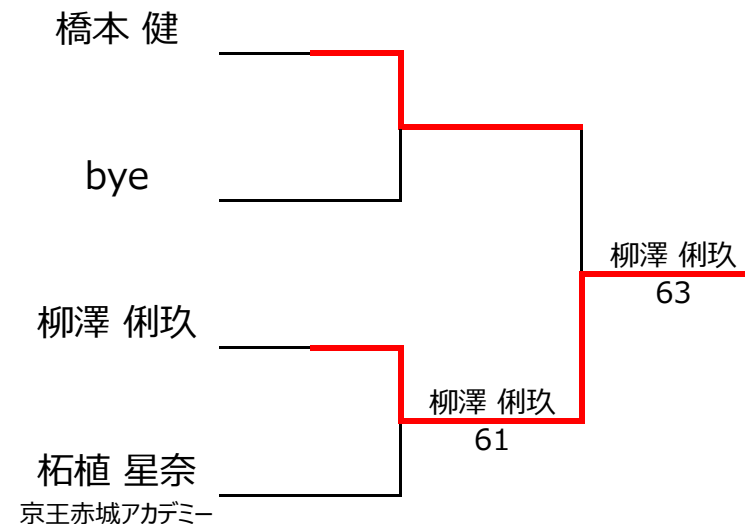 橋本 健
bye
柳澤 俐玖
63
柳澤 俐玖
柳澤 俐玖
61
柘植 星奈
京王赤城アカデミー